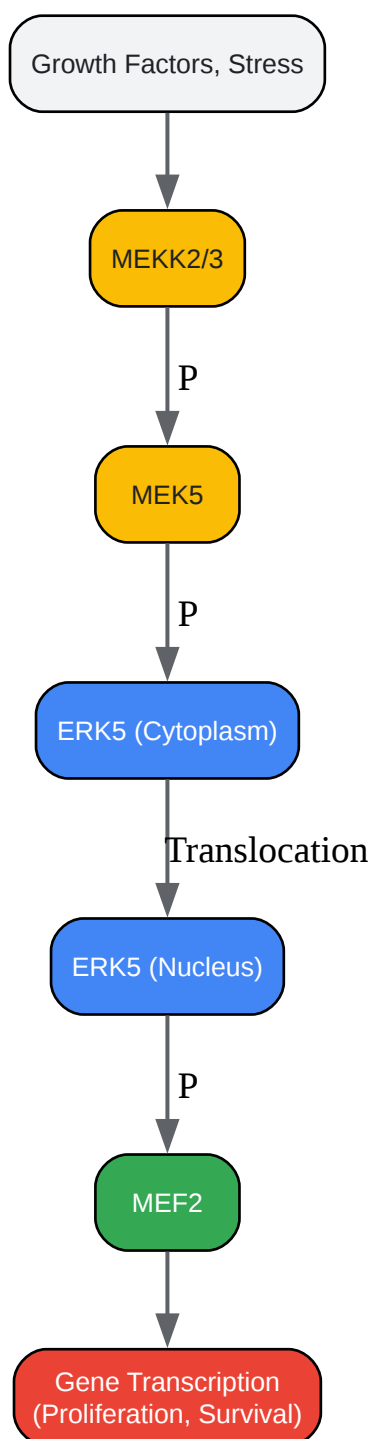 Growth Factors, Stress
MEKK2/3
P
MEK5
P
ERK5 (Cytoplasm)
Translocation
ERK5 (Nucleus)
P
MEF2
Gene Transcription
(Proliferation, Survival)